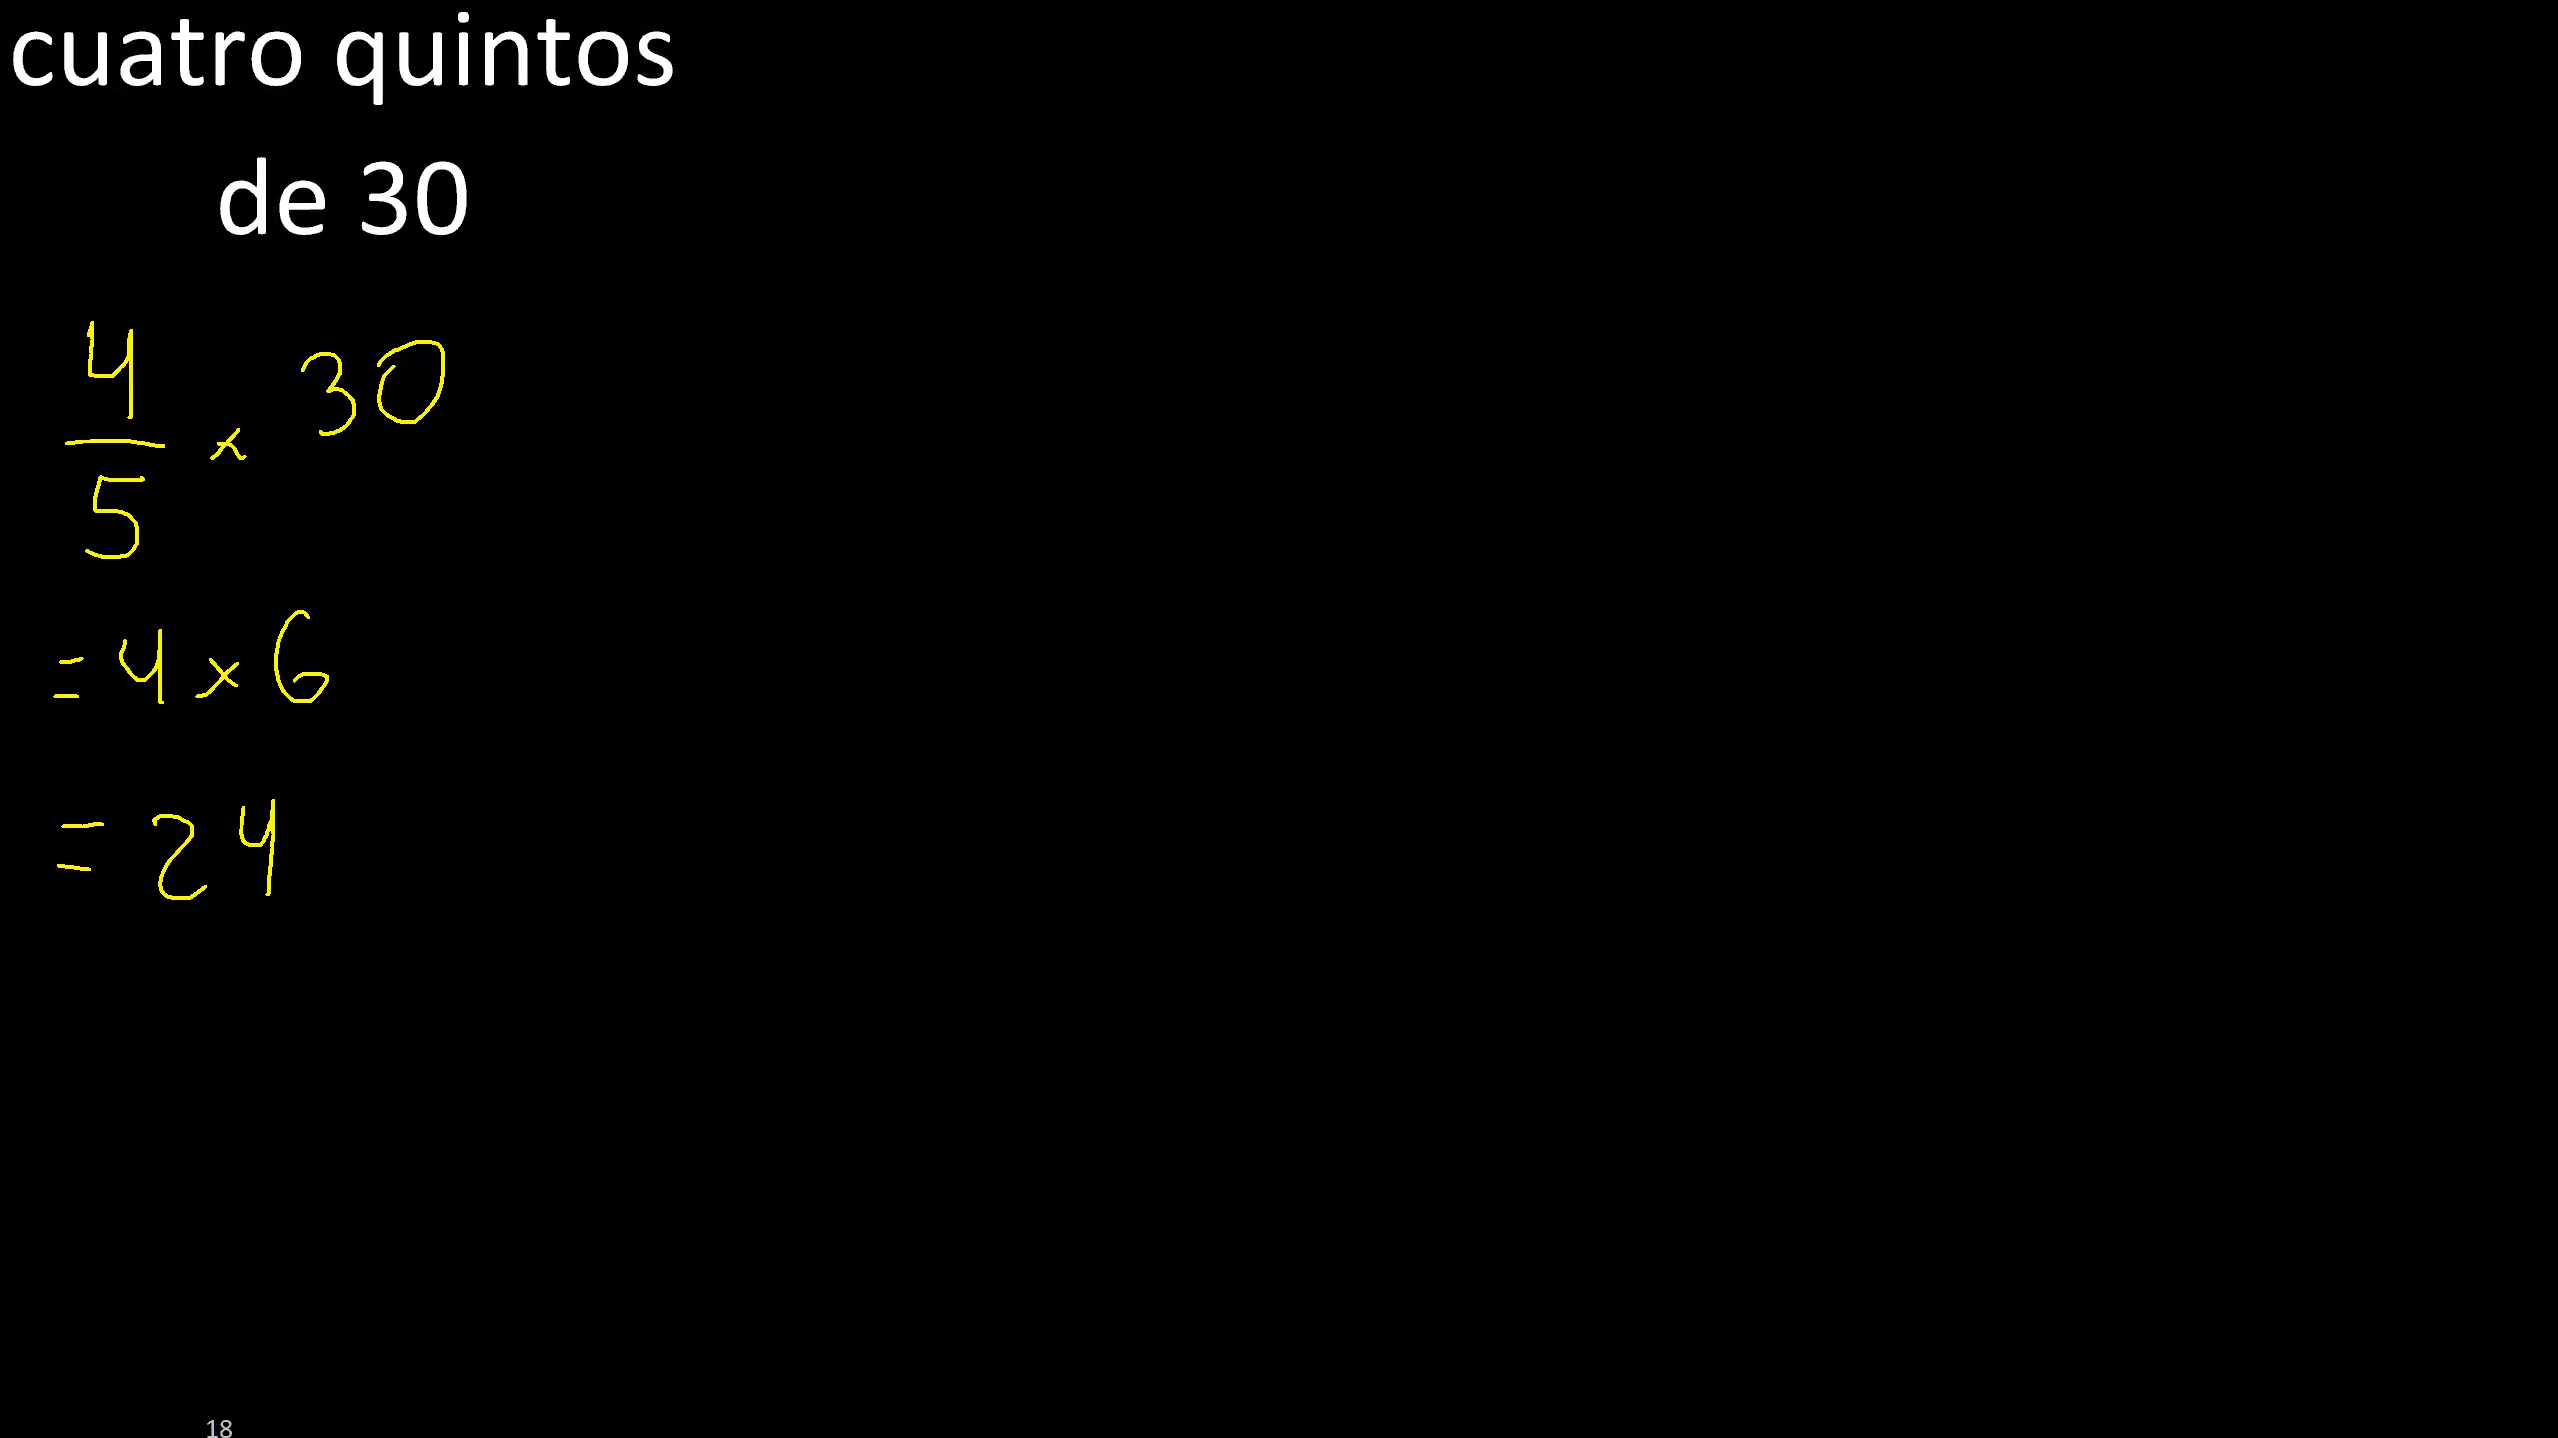 cuatro quintos
de 30
4/5 × 30
= 4 × 6
= 24
18